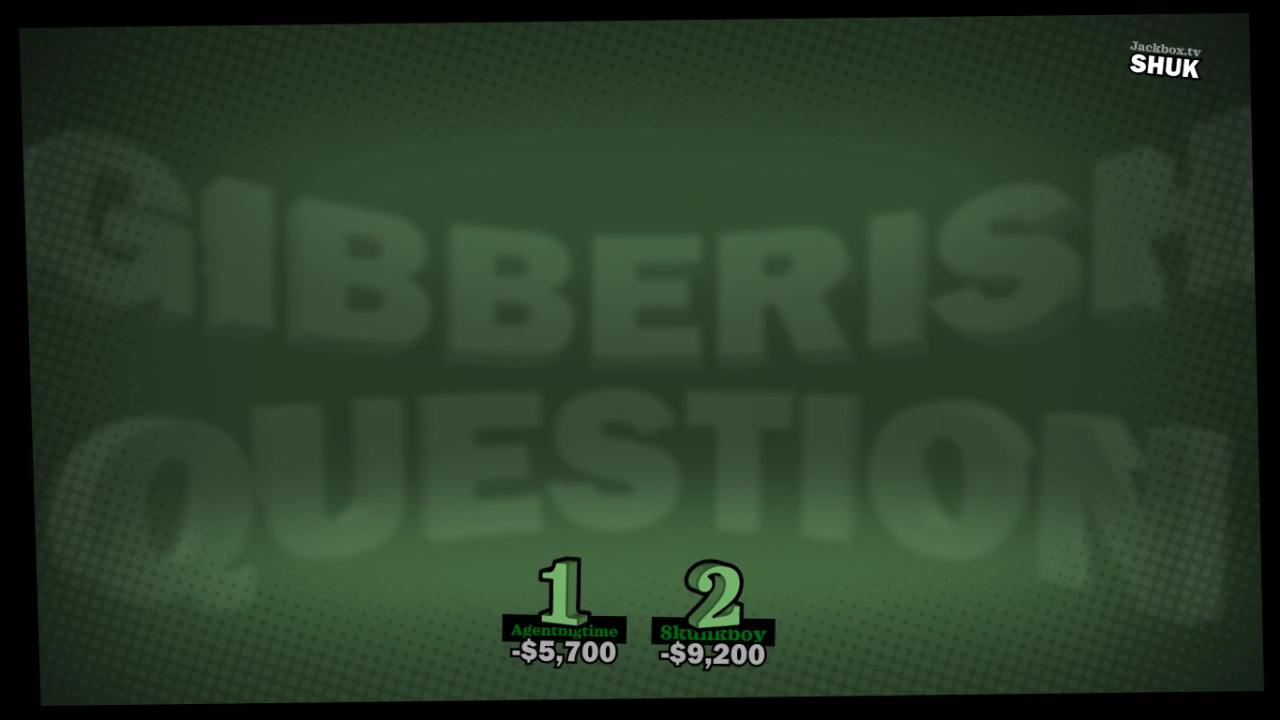 Jackbox.tv
SHUK
GIBBERISH
QUESTION
1
2
Agentbigtime
Skunkboy
-$5,700
-$9,200